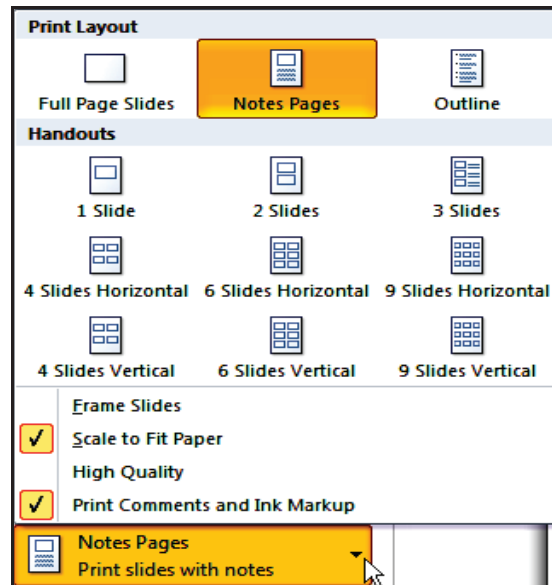 Print Layout
Full Page Slides Notes Pages Outline
Handouts
1 Slide 2 Slides 3 Slides
4 Slides Horizontal 6 Slides Horizontal 9 Slides Horizontal
4 Slides Vertical 6 Slides Vertical 9 Slides Vertical
Frame Slides
Scale to Fit Paper
High Quality
Print Comments and Ink Markup
Notes Pages
Print slides with notes